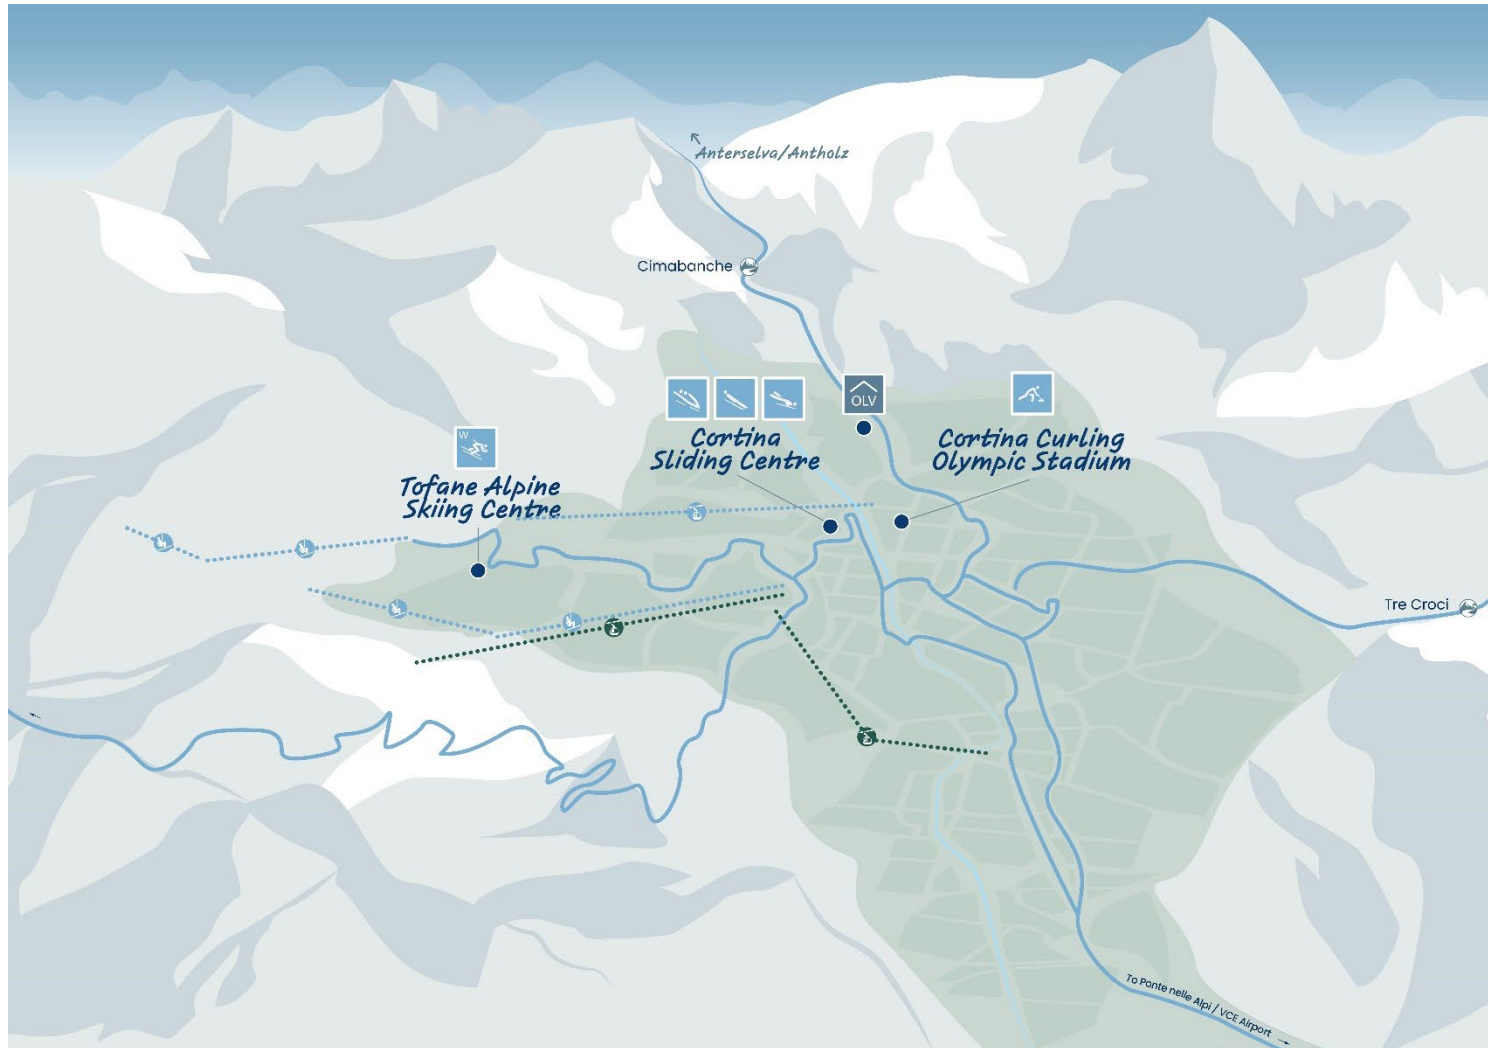 Anterselva/Antholz
Cimabanche
OLV
W
Cortina
Sliding Centre
Cortina Curling
Olympic Stadium
Tofane Alpine
Skiing Centre
Tre Croci
To Ponte nelle Alpi / VCE Airport